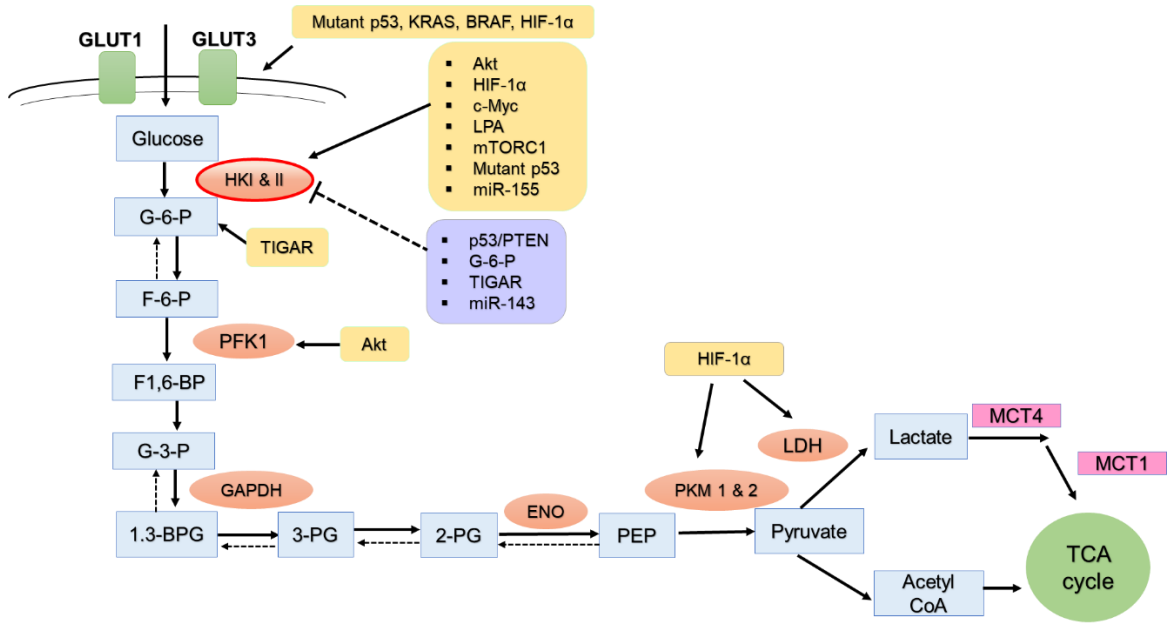 Mutant p53, KRAS, BRAF, HIF-1α
GLUT1
GLUT3
▪ Akt
▪ HIF-1α
▪ c-Myc
▪ LPA
▪ mTORC1
▪ Mutant p53
▪ miR-155
Glucose
HKI & II
G-6-P
TIGAR
▪ p53/PTEN
▪ G-6-P
▪ TIGAR
▪ miR-143
F-6-P
PFK1
Akt
F1,6-BP
G-3-P
GAPDH
1.3-BPG
3-PG
2-PG
ENO
PEP
HIF-1α
LDH
PKM 1 & 2
Pyruvate
Lactate
MCT4
MCT1
Acetyl
CoA
TCA
cycle